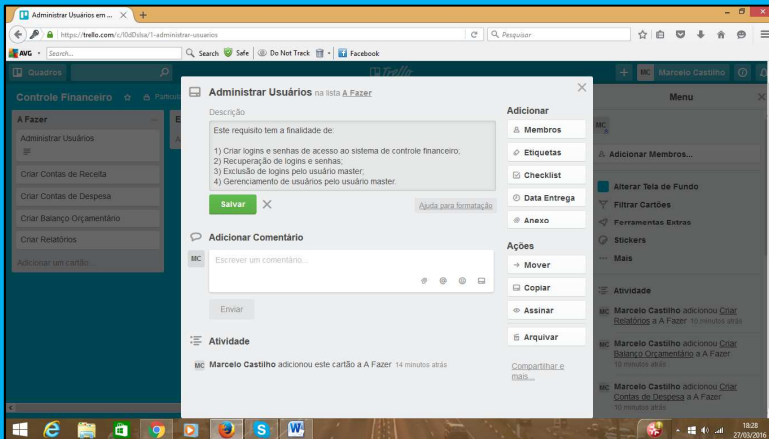 Administrar Usuários em ...
https://trello.com/c/I0dDsba/1-administrar-usuarios
Pesquisar
AVG
Search...
Search
Safe
Do Not Track
Facebook
Quadros
Trello
Marcelo Castilho
Controle Financeiro
A Fazer
Administrar Usuários
Criar Contas de Receita
Criar Contas de Despesa
Criar Balanço Orçamentário
Criar Relatórios
Adicionar um cartão...
Administrar Usuários na lista A Fazer
Descrição
Este requisito tem a finalidade de:
1) Criar logins e senhas de acesso ao sistema de controle financeiro;
2) Recuperação de logins e senhas;
3) Exclusão de logins pelo usuário master;
4) Gerenciamento de usuários pelo usuário master.
Salvar
Ajuda para formatação
Adicionar Comentário
MC
Escrever um comentário...
Enviar
Atividade
MC Marcelo Castilho adicionou este cartão a A Fazer 14 minutos atrás
Adicionar
Membros
Etiquetas
Checklist
Data Entrega
Anexo
Ações
Mover
Copiar
Assinar
Arquivar
Compartilhar e
mais...
Menu
MC
Adicionar Membros...
Alterar Tela de Fundo
Filtrar Cartões
Ferramentas Extras
Stickers
Mais
Atividade
MC Marcelo Castilho adicionou Criar
Relatórios a A Fazer
minutos atrás
MC Marcelo Castilho adicionou Criar
Balanço Orçamentário a A Fazer
minutos atrás
MC Marcelo Castilho adicionou Criar
Contas de Despesa a A Fazer
minutos atrás
18:28
27/03/2016